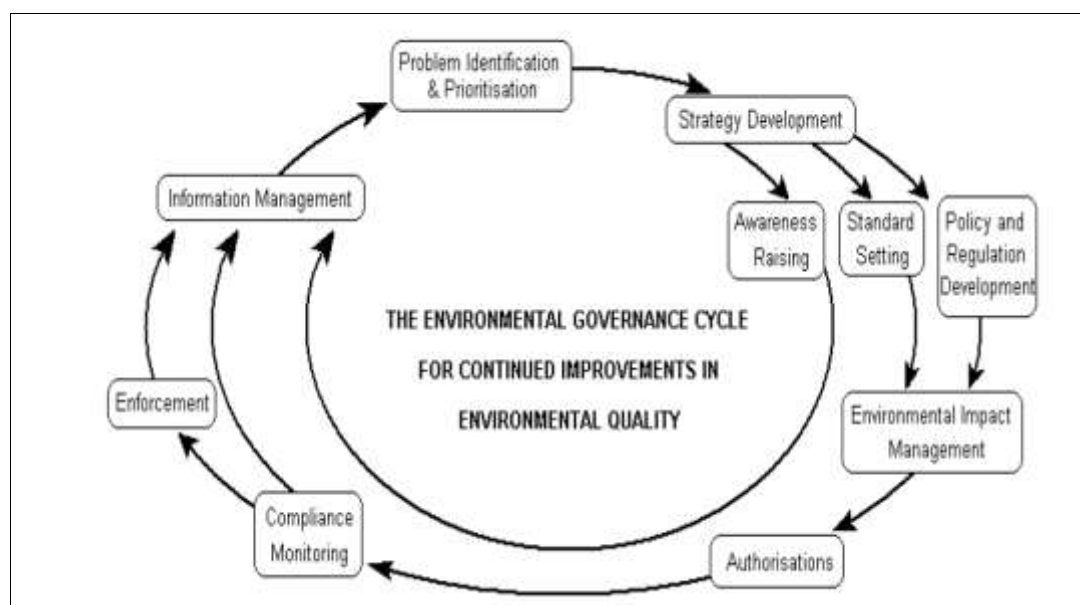 Problem Identification
& Prioritisation
Strategy Development
Information Management
Awareness
Raising
Standard
Setting
Policy and
Regulation
Development
THE ENVIRONMENTAL GOVERNANCE CYCLE
FOR CONTINUED IMPROVEMENTS IN
ENVIRONMENTAL QUALITY
Enforcement
Environmental Impact
Management
Compliance
Monitoring
Authorisations